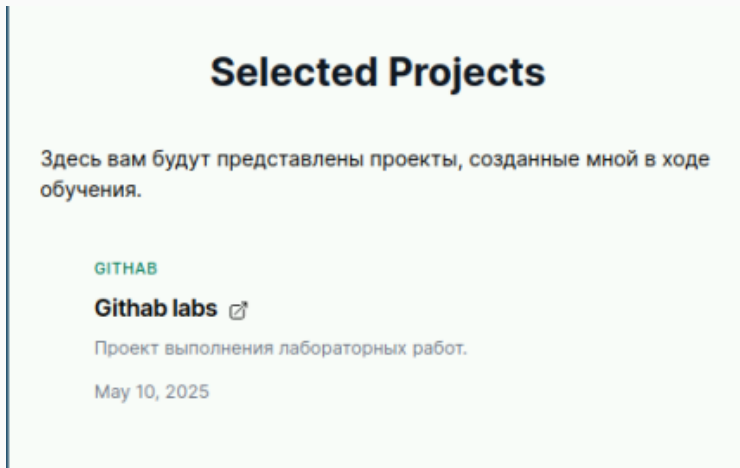 Selected Projects
Здесь вам будут представлены проекты, созданные мной в ходе
обучения.
GITHAB
Githab labs
Проект выполнения лабораторных работ.
May 10, 2025